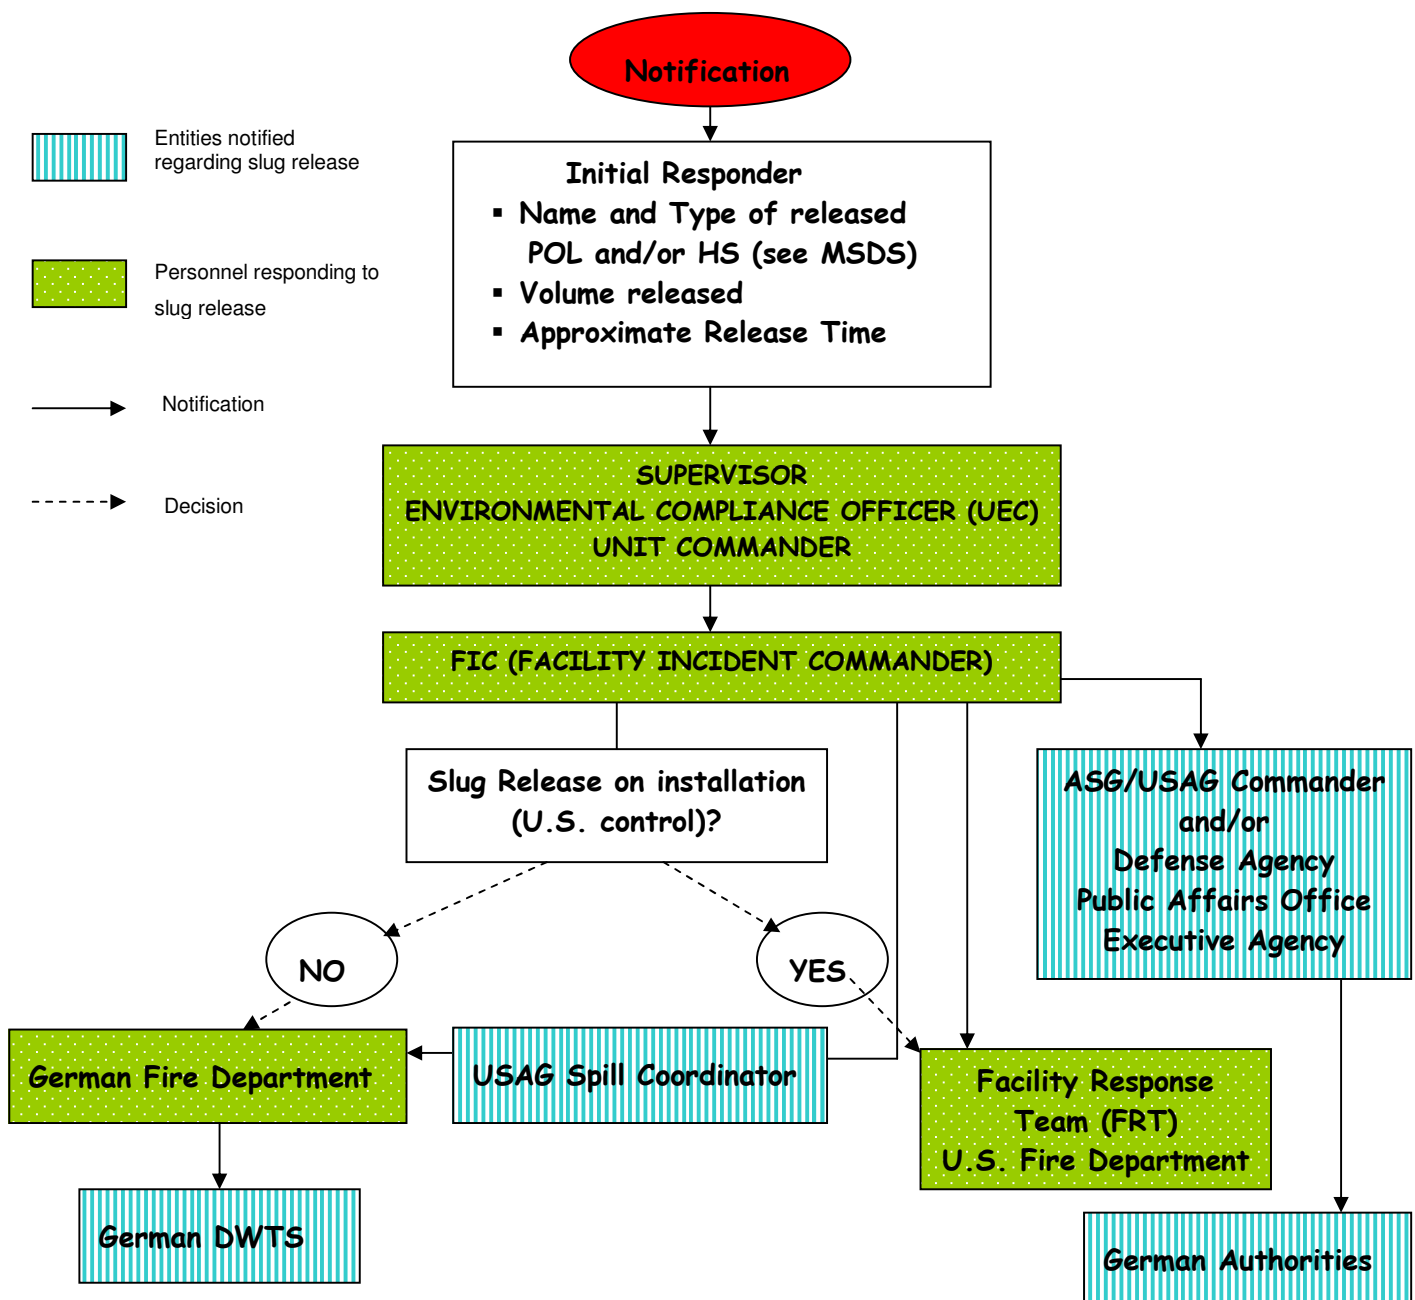 Notification
Entities notified
regarding slug release
Personnel responding to
slug release
Notification
Decision
Initial Responder
▪ Name and Type of released
POL and/or HS (see MSDS)
▪ Volume released
▪ Approximate Release Time
SUPERVISOR
ENVIRONMENTAL COMPLIANCE OFFICER (UEC)
UNIT COMMANDER
FIC (FACILITY INCIDENT COMMANDER)
Slug Release on installation
(U.S. control)?
ASG/USAG Commander
and/or
Defense Agency
Public Affairs Office
Executive Agency
NO
YES
German Fire Department
USAG Spill Coordinator
Facility Response
Team (FRT)
U.S. Fire Department
German DWTS
German Authorities